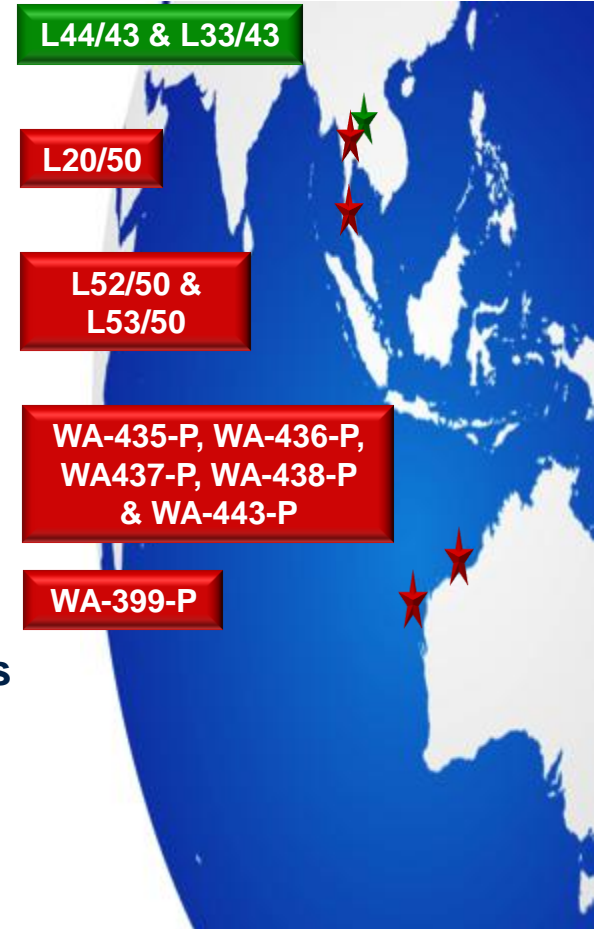 L44/43 & L33/43
L20/50
L52/50 &
L53/50
WA-435-P, WA-436-P,
WA437-P, WA-438-P
& WA-443-P
WA-399-P
s